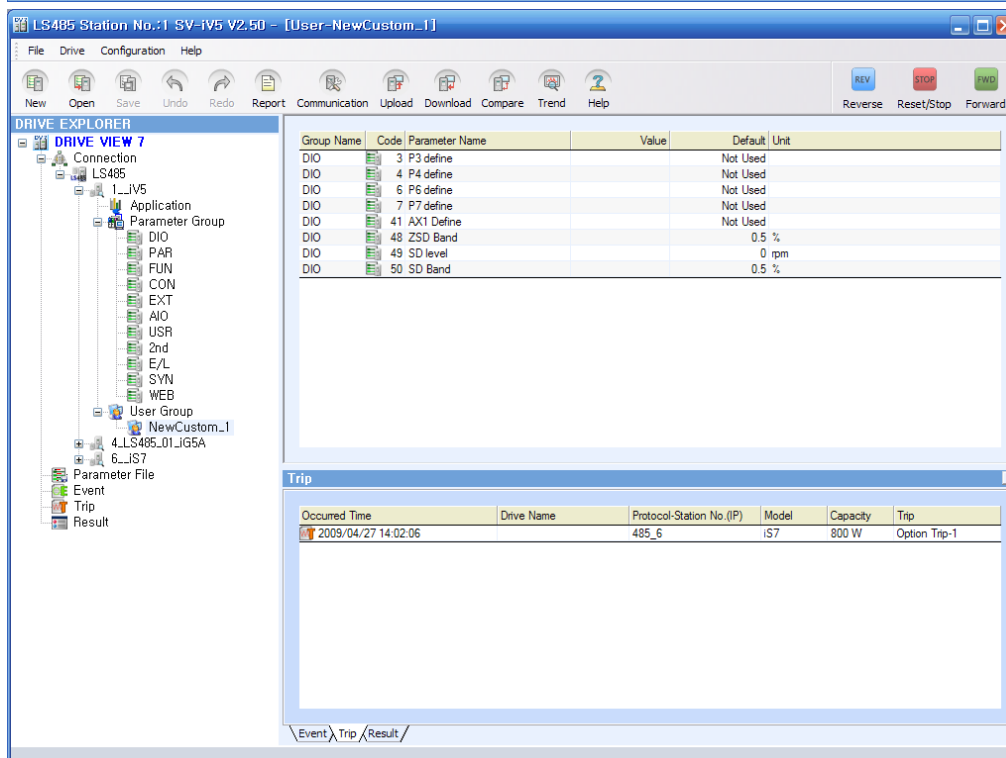 LS485 Station No.:1 SV-iV5 V2.50 - [User-NewCustom_1]
File Drive Configuration Help
New Open Save Undo Redo Report Communication Upload Download Compare Trend Help REV Reverse STOP Reset/Stop FWD Forward
DRIVE EXPLORER
DRIVE VIEW 7
Connection
LS485
1__iV5
Application
Parameter Group
DIO
PAR
FUN
CON
EXT
AIO
USR
2nd
E/L
SYN
WEB
User Group
NewCustom_1
4_LS485_01_iG5A
6__iS7
Parameter File
Event
Trip
Result
Group Name Code Parameter Name Value Default Unit
DIO 3 P3 define Not Used
DIO 4 P4 define Not Used
DIO 6 P6 define Not Used
DIO 7 P7 define Not Used
DIO 41 AX1 Define Not Used
DIO 48 ZSD Band 0.5 %
DIO 49 SD level 0 rpm
DIO 50 SD Band 0.5 %
Trip
Occurred Time Drive Name Protocol-Station No.(IP) Model Capacity Trip
2009/04/27 14:02:06 485_6 iS7 800 W Option Trip-1
Event Trip Result